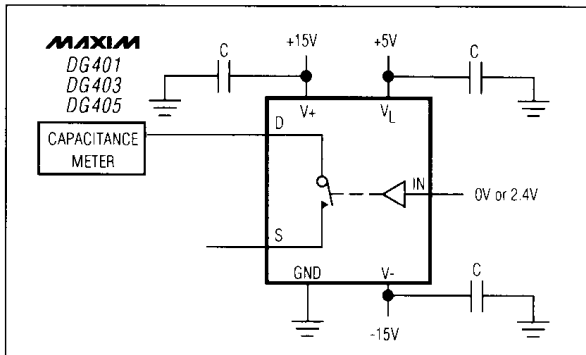 MAXIM
DG401
DG403
DG405
CAPACITANCE
METER
C
+15V
+5V
C
V+
VL
D
IN
0V or 2.4V
S
GND
V-
C
-15V